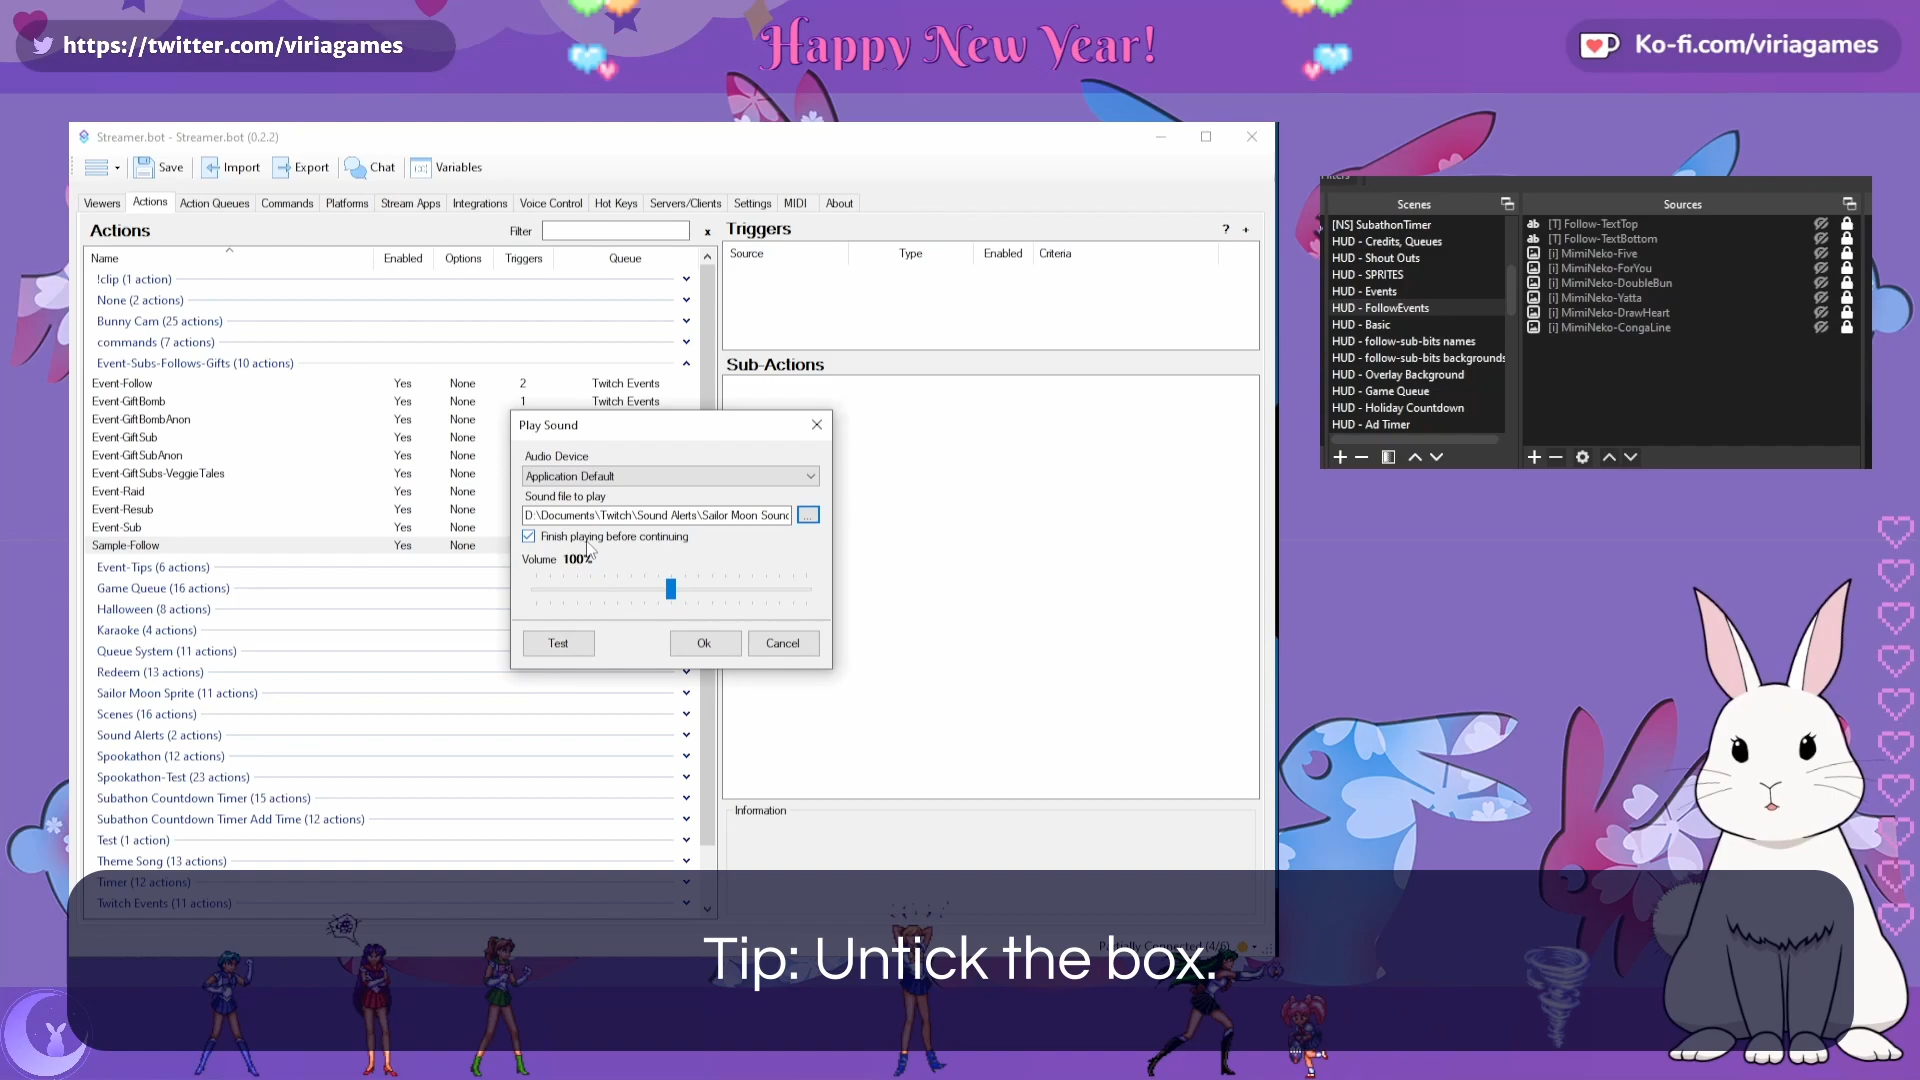 https://twitter.com/viriagames
Happy New Year!
Ko-fi.com/viriagames
Streamer.bot - Streamer.bot (0.2.2)
Save
Import
Export
Chat
Variables
Viewers
Actions
Action Queues
Commands
Platforms
Stream Apps
Integrations
Voice Control
Hot Keys
Servers/Clients
Settings
MIDI
About
Actions
Filter
x
Name Enabled Options Triggers Queue
!clip (1 action)
None (2 actions)
Bunny Cam (25 actions)
commands (7 actions)
Event-Subs-Follows-Gifts (10 actions)
Event-Follow Yes None 2 Twitch Events
Event-GiftBomb Yes None 1 Twitch Events
Event-GiftBombAnon Yes None
Event-GiftSub Yes None
Event-GiftSubAnon Yes None
Event-GiftSubs-VeggieTales Yes None
Event-Raid Yes None
Event-Resub Yes None
Event-Sub Yes None
Sample-Follow Yes None
Event-Tips (6 actions)
Game Queue (16 actions)
Halloween (8 actions)
Karaoke (4 actions)
Queue System (11 actions)
Redeem (13 actions)
Sailor Moon Sprite (11 actions)
Scenes (16 actions)
Sound Alerts (2 actions)
Spookathon (12 actions)
Spookathon-Test (23 actions)
Subathon Countdown Timer (15 actions)
Subathon Countdown Timer Add Time (12 actions)
Test (1 action)
Theme Song (13 actions)
Timer (12 actions)
Twitch Events (11 actions)
Triggers
? +
Source Type Enabled Criteria
Sub-Actions
Information
Partially Connected (4/6)
Play Sound
Audio Device
Application Default
Sound file to play
D:\Documents\Twitch\Sound Alerts\Sailor Moon Sound
...
Finish playing before continuing
Volume 100%
Test
Ok
Cancel
Filters
Scenes
[NS] SubathonTimer
HUD - Credits, Queues
HUD - Shout Outs
HUD - SPRITES
HUD - Events
HUD - FollowEvents
HUD - Basic
HUD - follow-sub-bits names
HUD - follow-sub-bits backgrounds
HUD - Overlay Background
HUD - Game Queue
HUD - Holiday Countdown
HUD - Ad Timer
Sources
ab [T] Follow-TextTop
ab [T] Follow-TextBottom
[i] MimiNeko-Five
[i] MimiNeko-ForYou
[i] MimiNeko-DoubleBun
[i] MimiNeko-Yatta
[i] MimiNeko-DrawHeart
[i] MimiNeko-CongaLine
Tip: Untick the box.